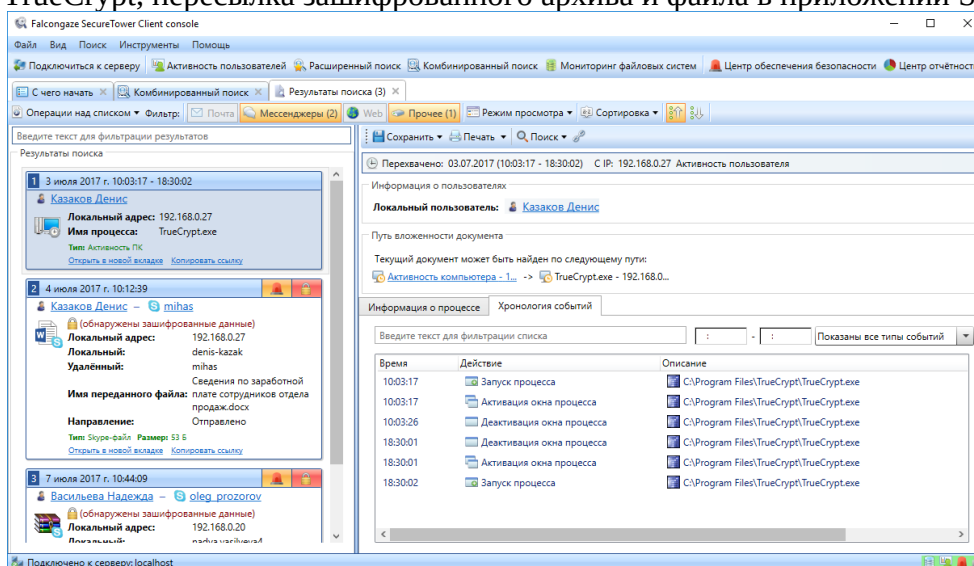 TrueCrypt, пересылка зашифрованного архива и файла в приложении S
Falcongaze SecureTower Client console
Файл Вид Поиск Инструменты Помощь
Подключиться к серверу Активность пользователей Расширенный поиск Комбинированный поиск Мониторинг файловых систем Центр обеспечения безопасности Центр отчётност
С чего начать Комбинированный поиск Результаты поиска (3)
Операции над списком Фильтр: Почта Мессенджеры (2) Web Прочее (1) Режим просмотра Сортировка
Введите текст для фильтрации результатов
Результаты поиска
1 3 июля 2017 г. 10:03:17 - 18:30:02
Казаков Денис
Локальный адрес: 192.168.0.27
Имя процесса: TrueCrypt.exe
Тип: Активность ПК
Открыть в новой вкладке Копировать ссылку
2 4 июля 2017 г. 10:12:39
Казаков Денис – mihas
(обнаружены зашифрованные данные)
Локальный адрес: 192.168.0.27
Локальный: denis-kazak
Удалённый: mihas
Имя переданного файла: Сведения по заработной
плате сотрудников отдела
продаж.docx
Направление: Отправлено
Тип: Skype-файл Размер: 53 Б
Открыть в новой вкладке Копировать ссылку
3 7 июля 2017 г. 10:44:09
Васильева Надежда – oleg_prozorov
(обнаружены зашифрованные данные)
Локальный адрес: 192.168.0.20
Локальный: nadya.vasilyeva4
Сохранить Печать Поиск
Перехвачено: 03.07.2017 (10:03:17 - 18:30:02) С IP: 192.168.0.27 Активность пользователя
Информация о пользователях
Локальный пользователь: Казаков Денис
Путь вложенности документа
Текущий документ может быть найден по следующему пути:
Активность компьютера - 1... -> TrueCrypt.exe - 192.168.0...
Информация о процессе Хронология событий
Введите текст для фильтрации списка : - : Показаны все типы событий
Время Действие Описание
10:03:17 Запуск процесса C:\Program Files\TrueCrypt\TrueCrypt.exe
10:03:17 Активация окна процесса C:\Program Files\TrueCrypt\TrueCrypt.exe
10:03:26 Деактивация окна процесса C:\Program Files\TrueCrypt\TrueCrypt.exe
18:30:01 Деактивация окна процесса C:\Program Files\TrueCrypt\TrueCrypt.exe
18:30:01 Активация окна процесса C:\Program Files\TrueCrypt\TrueCrypt.exe
18:30:02 Запуск процесса C:\Program Files\TrueCrypt\TrueCrypt.exe
Подключено к серверу: localhost